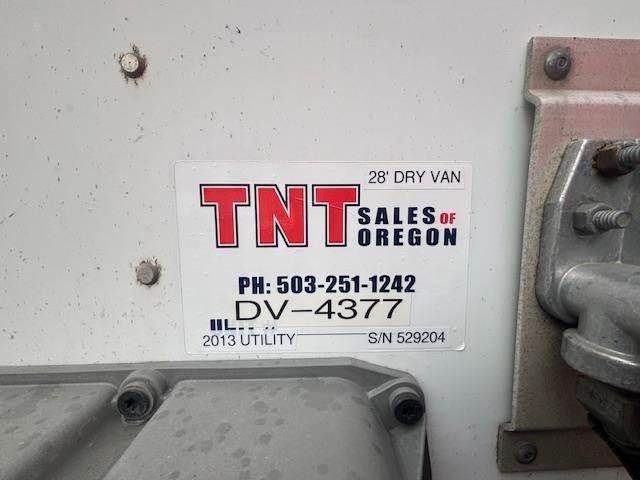 28' DRY VAN
TNT SALES OF
OREGON
PH: 503-251-1242
DV-4377
2013 UTILITY S/N 529204